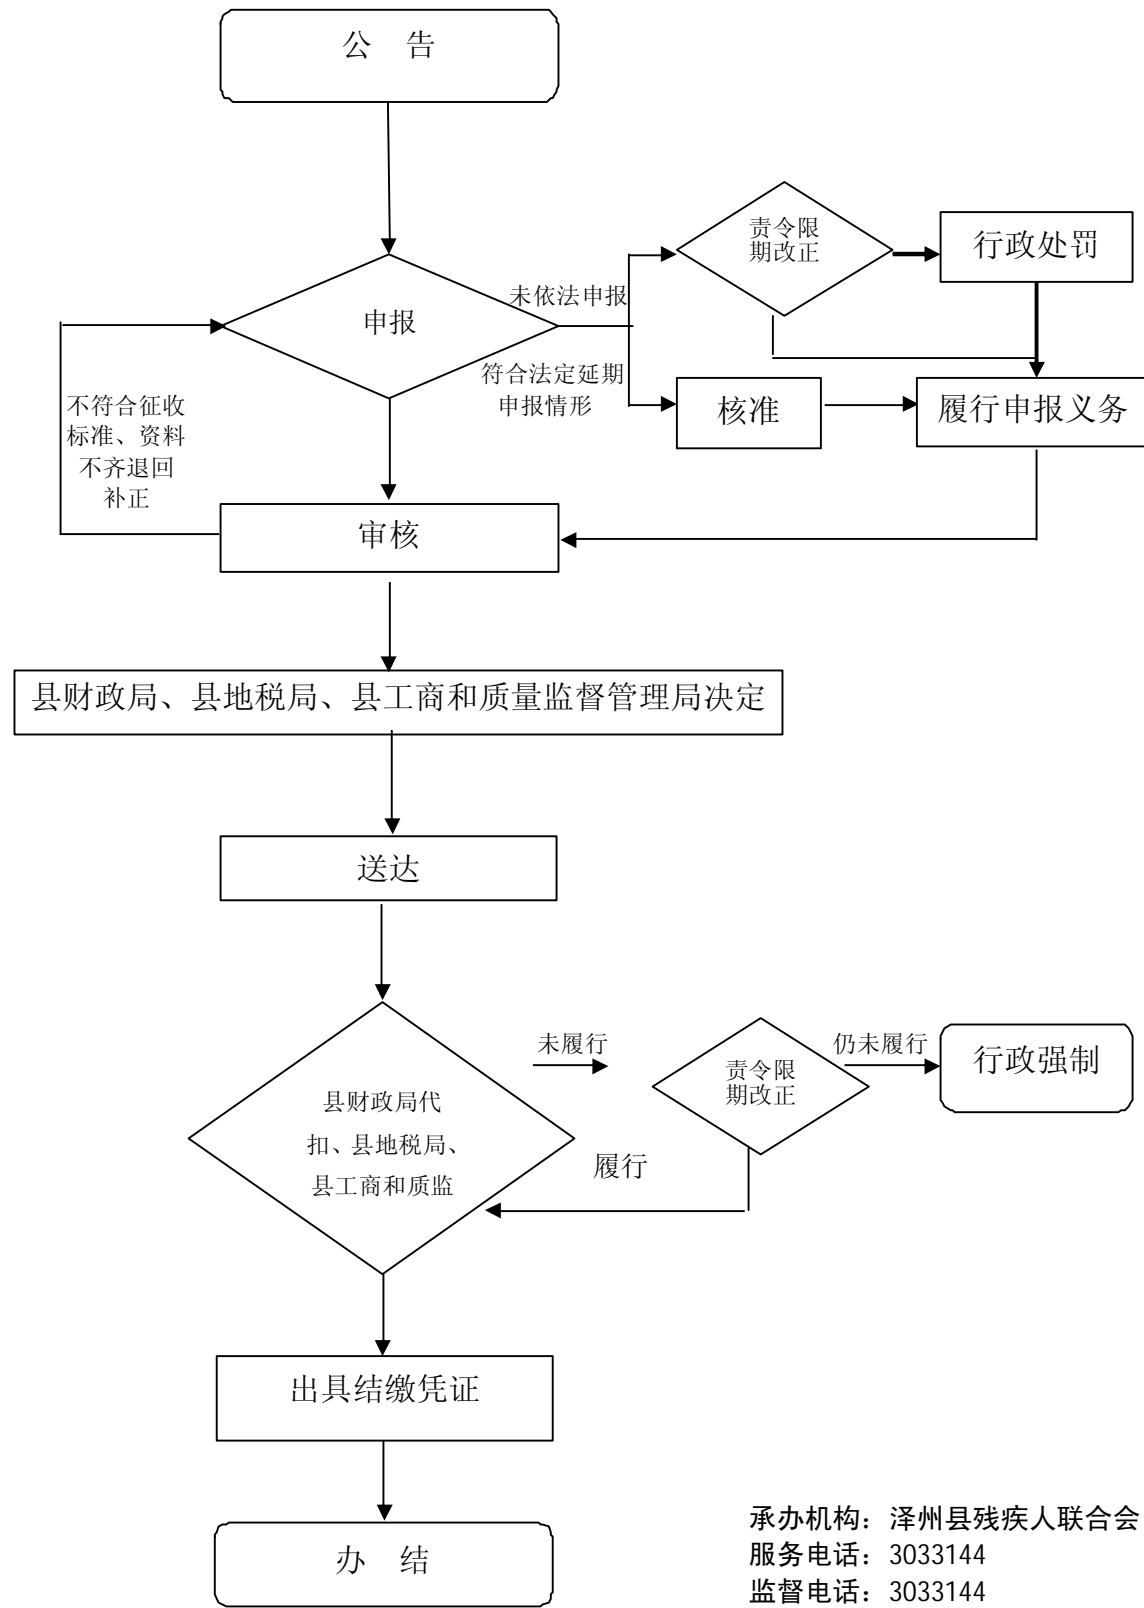 公 告
责令限
期改正
行政处罚
未依法申报
申报
符合法定延期
申报情形
核准
履行申报义务
不符合征收
标准、资料
不齐退回
补正
审核
县财政局、县地税局、县工商和质量监督管理局决定
送达
未履行
责令限
期改正
仍未履行
行政强制
县财政局代
扣、县地税局、
县工商和质监
履行
出具结缴凭证
办 结
承办机构：泽州县残疾人联合会
服务电话：3033144
监督电话：3033144